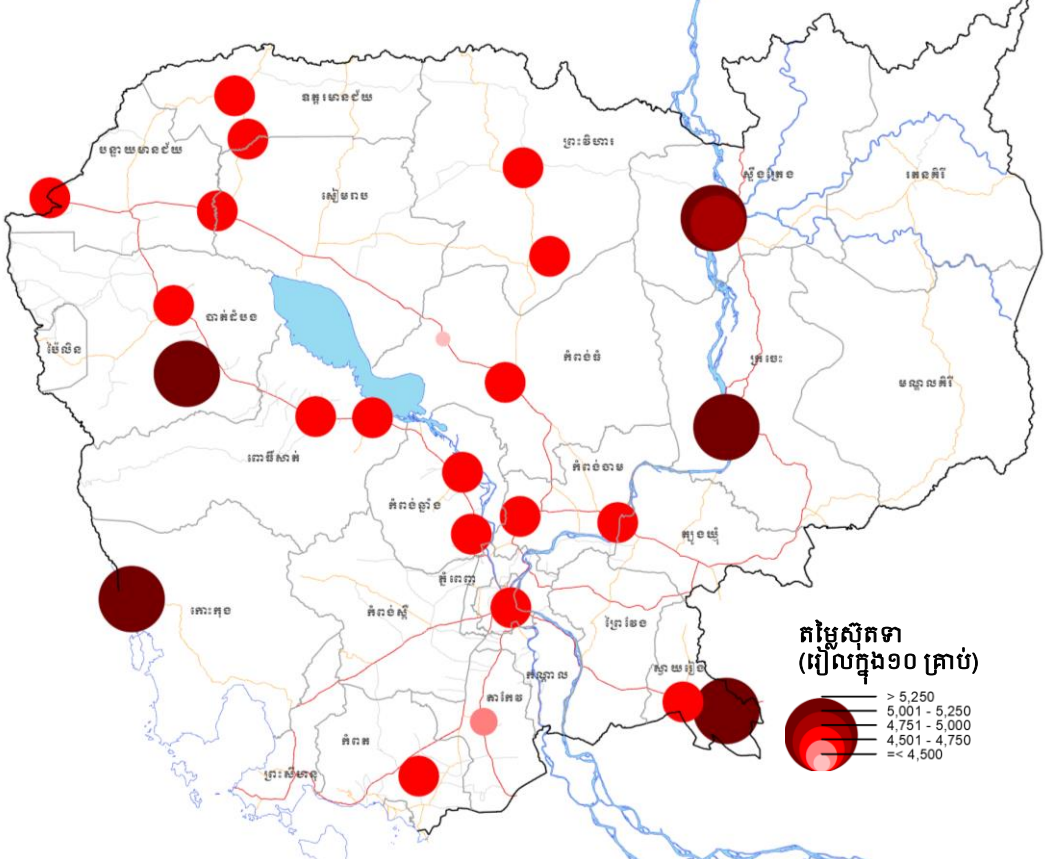 ឧត្តរមានជ័យ
ព្រះវិហារ
បន្ទាយមានជ័យ
ស្ទឹងត្រែង
រតនគិរី
សៀមរាប
បាត់ដំបង
ប៉ៃលិន
កំពង់ធំ
ក្រចេះ
មណ្ឌលគិរី
ពោធិ៍សាត់
កំពង់ចាម
កំពង់ឆ្នាំង
ត្បូងឃ្មុំ
ភ្នំពេញ
កោះកុង
កំពង់ស្ពឺ
ព្រៃវែង
ស្វាយរៀង
កណ្តាល
តាកែវ
កំពត
ព្រះសីហនុ
តម្លៃស៊ុតទា
(រៀលក្នុង១០ គ្រាប់)
> 5,250
5,001 - 5,250
4,751 - 5,000
4,501 - 4,750
=< 4,500